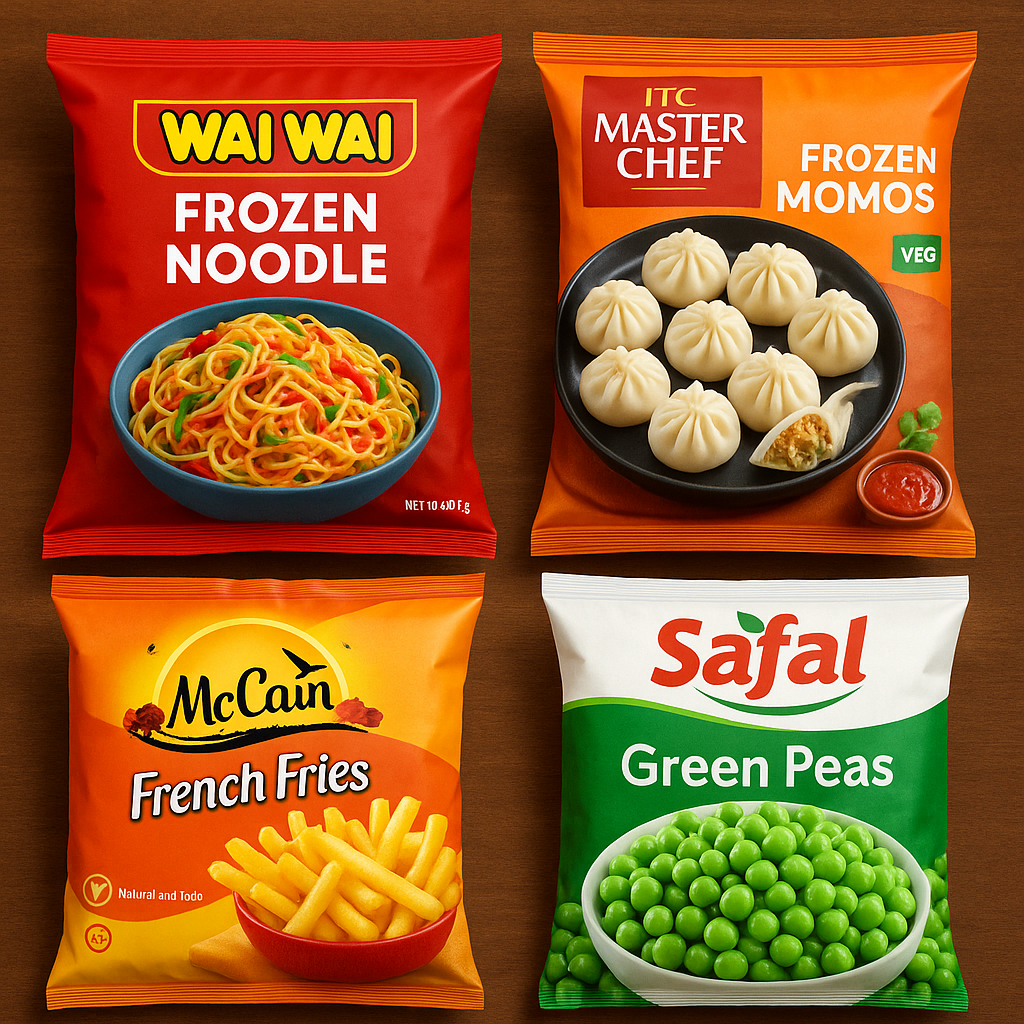 WAI WAI
FROZEN
NOODLE
ITC
MASTER
CHEF
FROZEN
MOMOS
VEG
McCain
French Fries
Natural and Todo
Safal
Green Peas